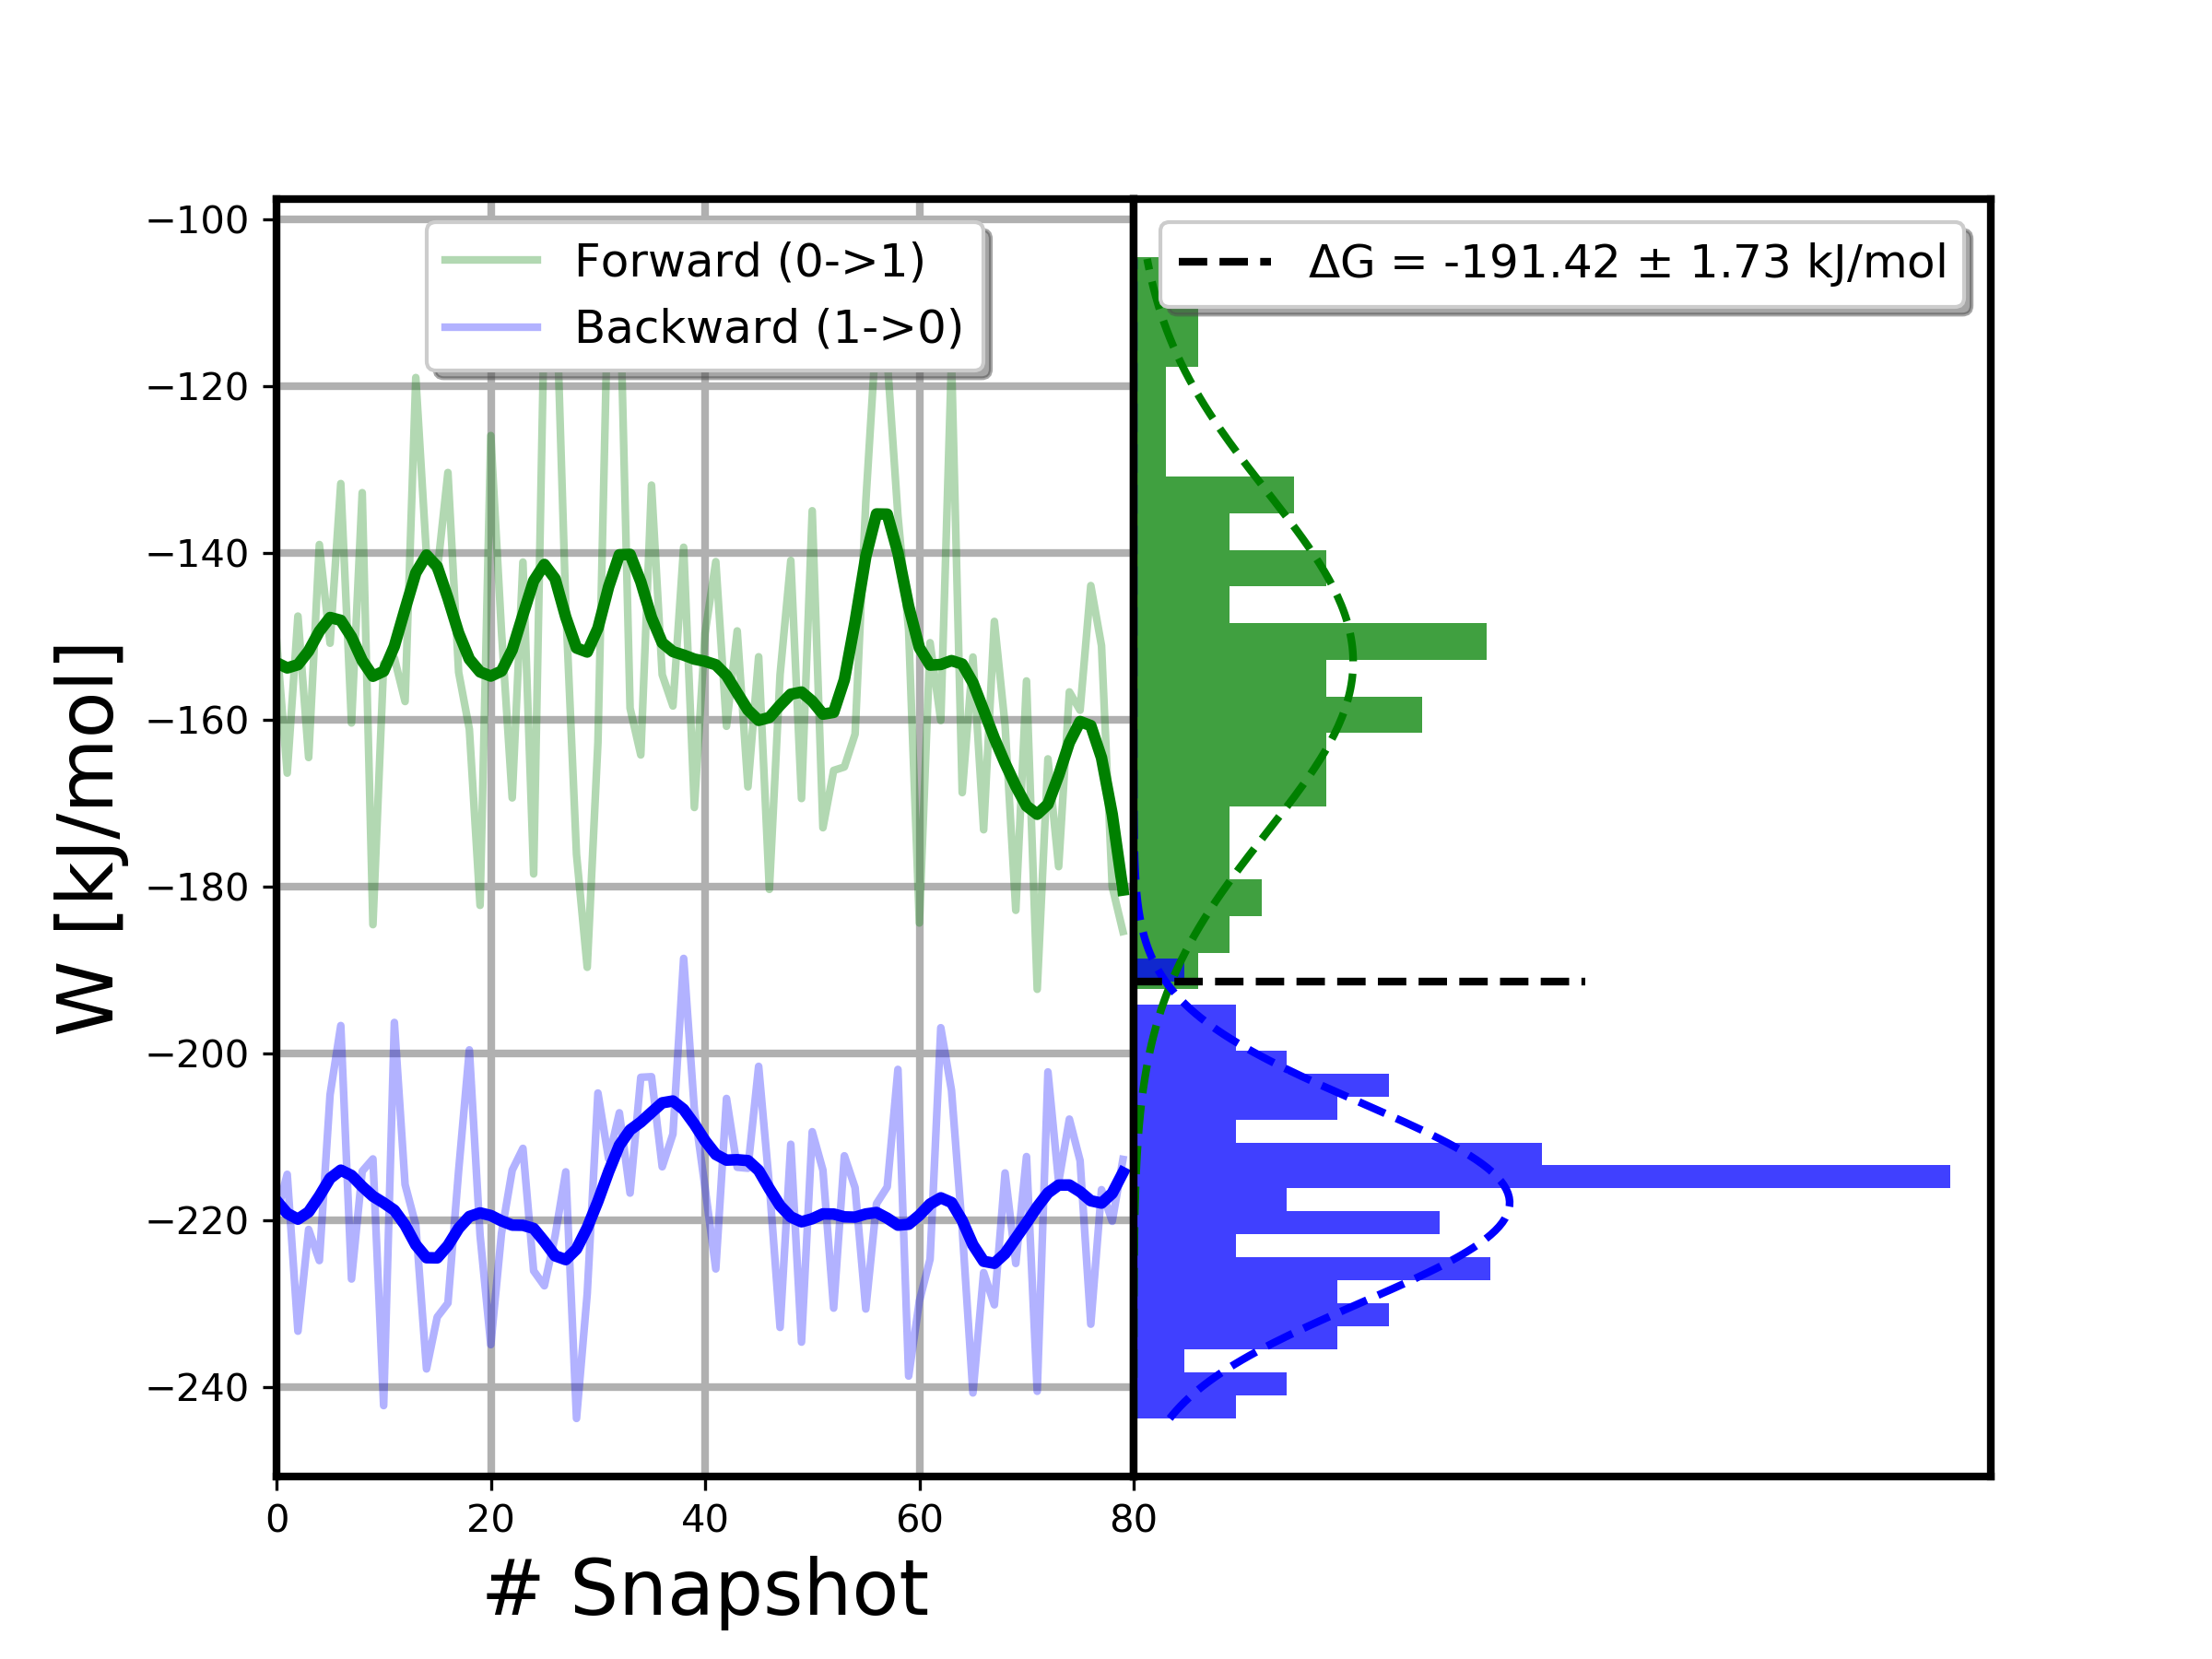 Forward (0->1)
Backward (1->0)
ΔG = -191.42 ± 1.73 kJ/mol
W [kJ/mol]
−100
−120
−140
−160
−180
−200
−220
−240
0 20 40 60 80
# Snapshot